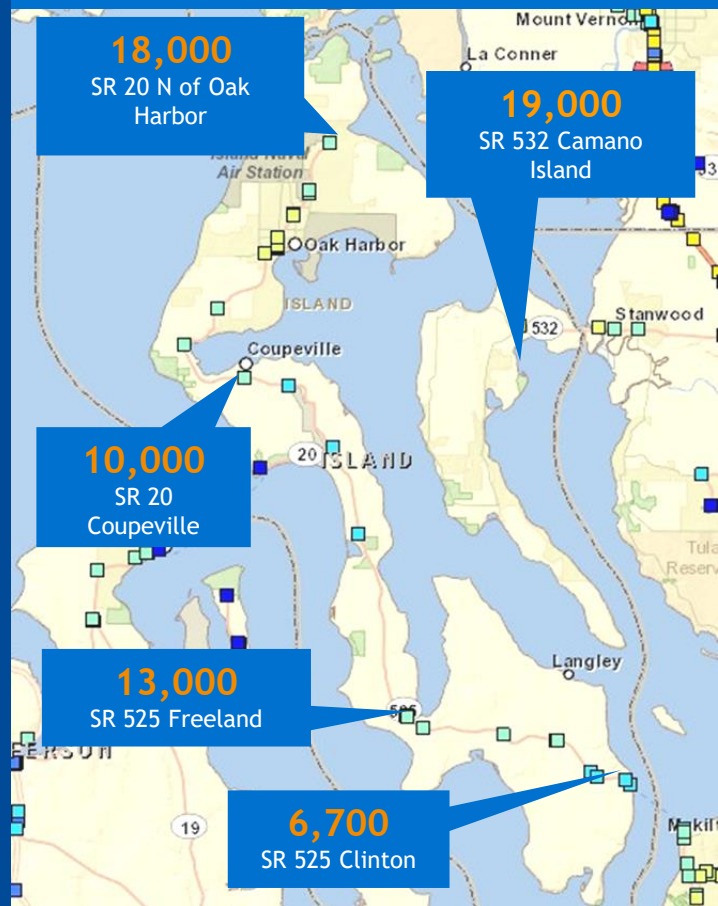 Mount Vernon
La Conner
18,000
SR 20 N of Oak
Harbor
19,000
SR 532 Camano
Island
Air Station
Oak Harbor
ISLAND
532
Stanwood
Coupeville
20
ISLAND
10,000
SR 20
Coupeville
13,000
SR 525 Freeland
Langley
19
6,700
SR 525 Clinton